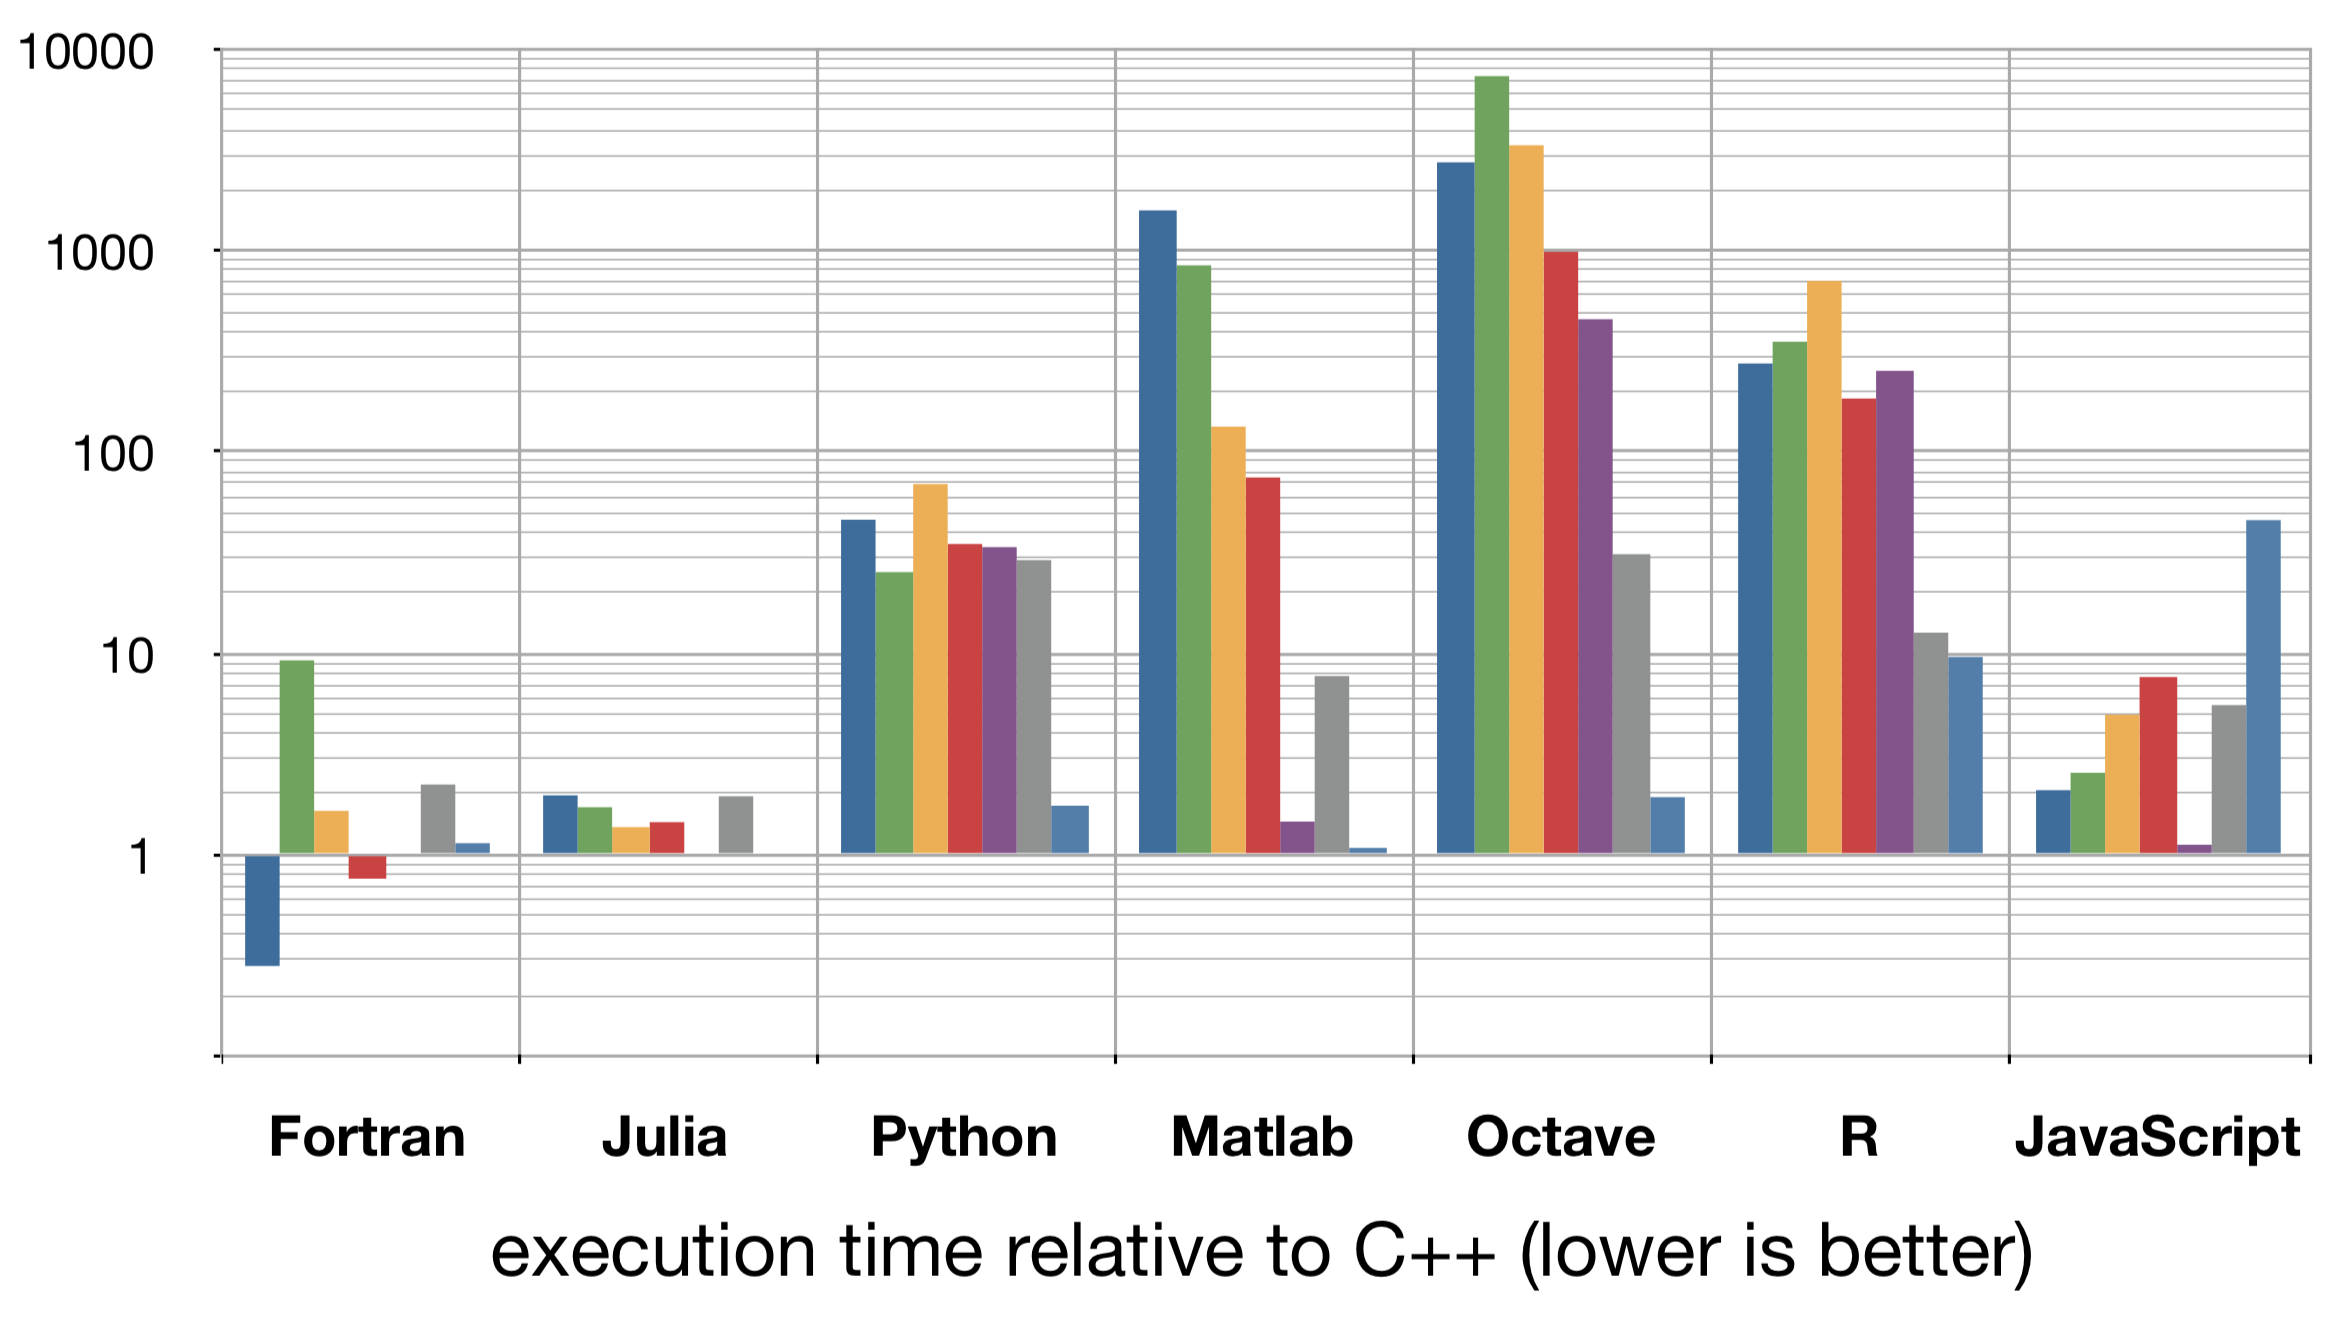 10000
1000
100
10
1
Fortran Julia Python Matlab Octave R JavaScript
execution time relative to C++ (lower is better)